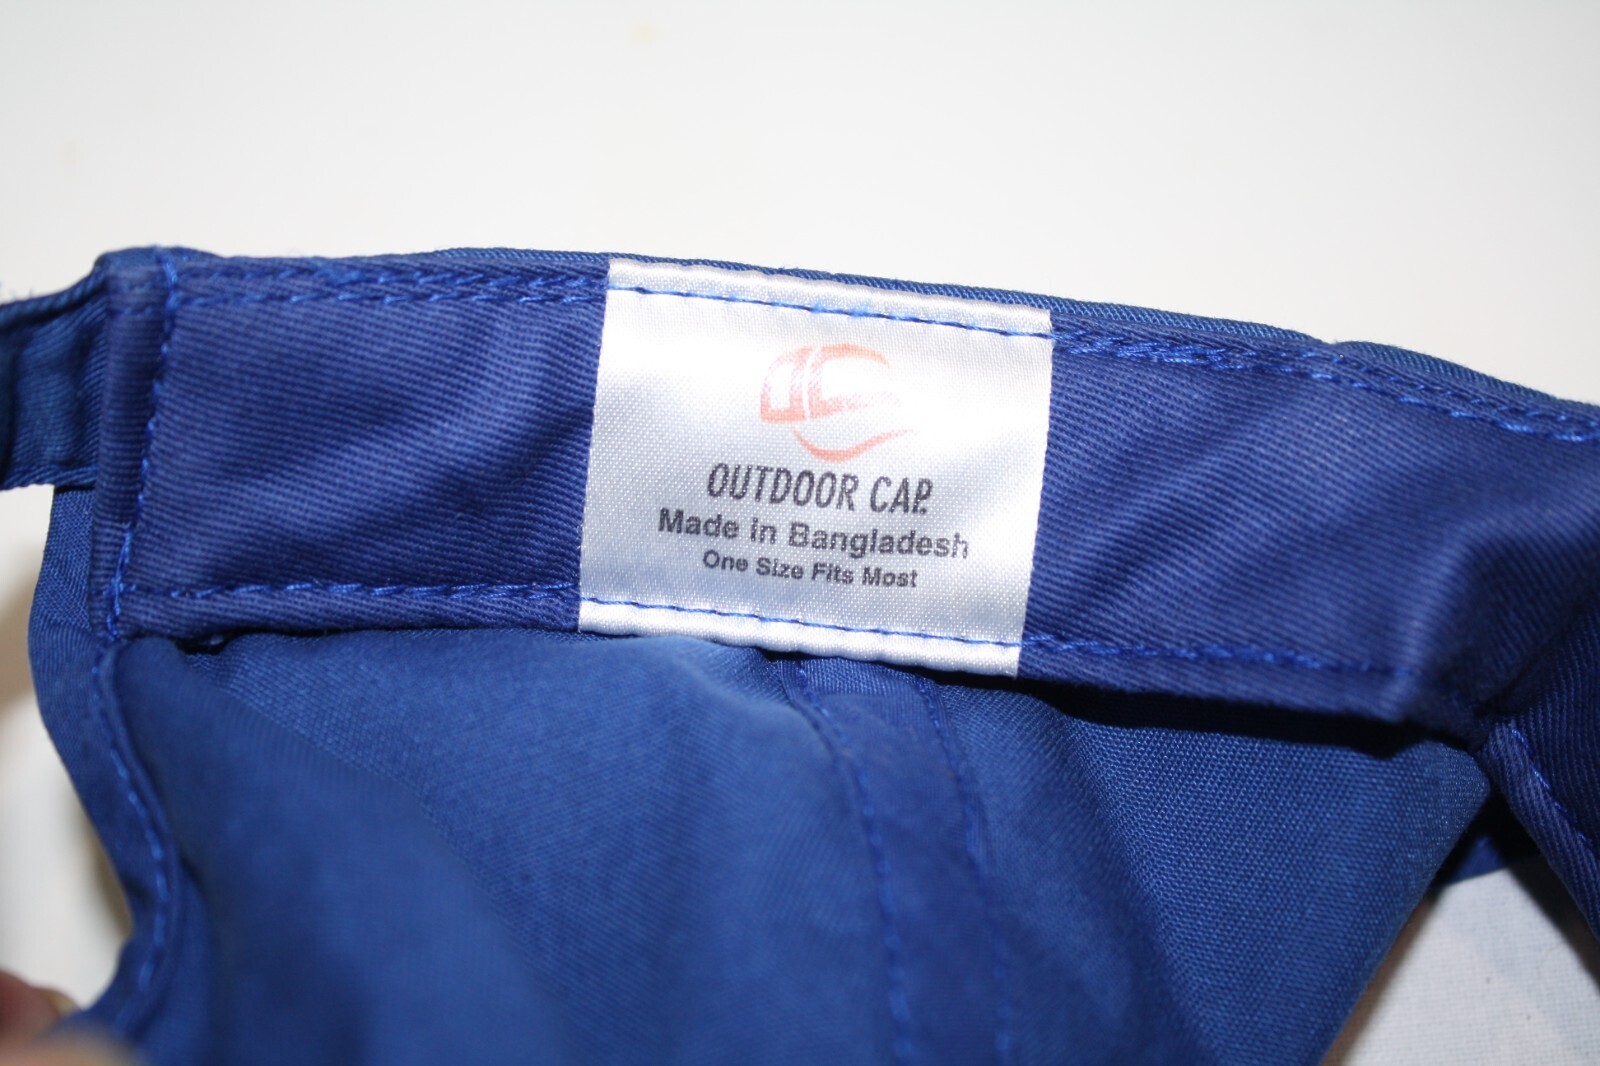 OUTDOOR CAP.
Made in Bangladesh
One Size Fits Most